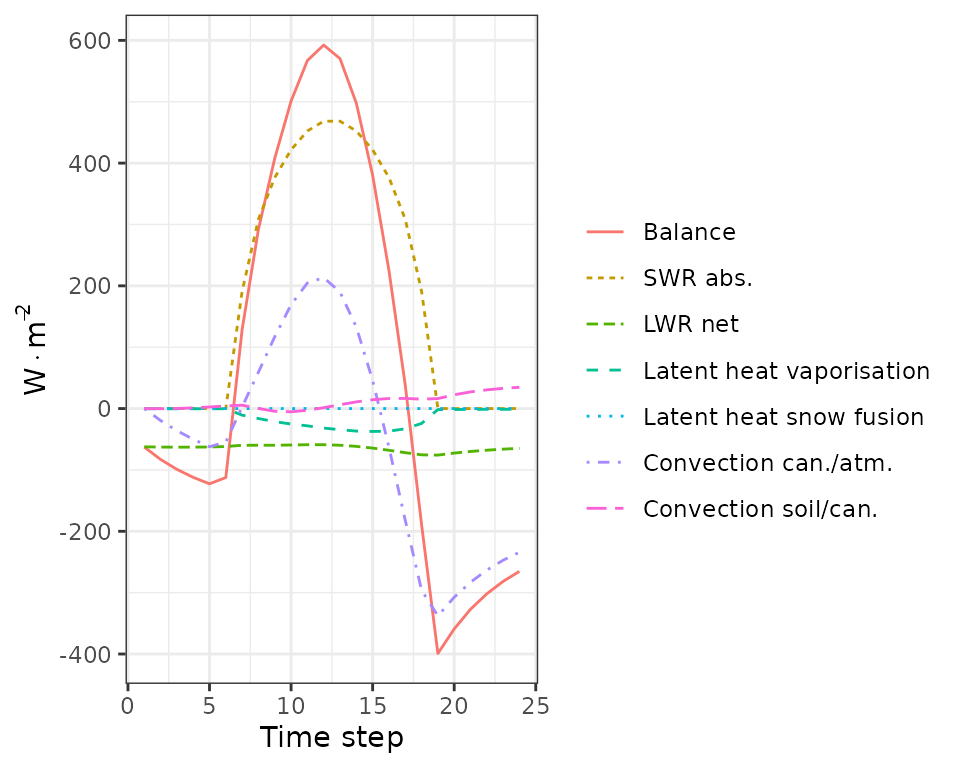 W·m⁻²
600
400
200
0
-200
-400
0 5 10 15 20 25
Time step
Balance
SWR abs.
LWR net
Latent heat vaporisation
Latent heat snow fusion
Convection can./atm.
Convection soil/can.